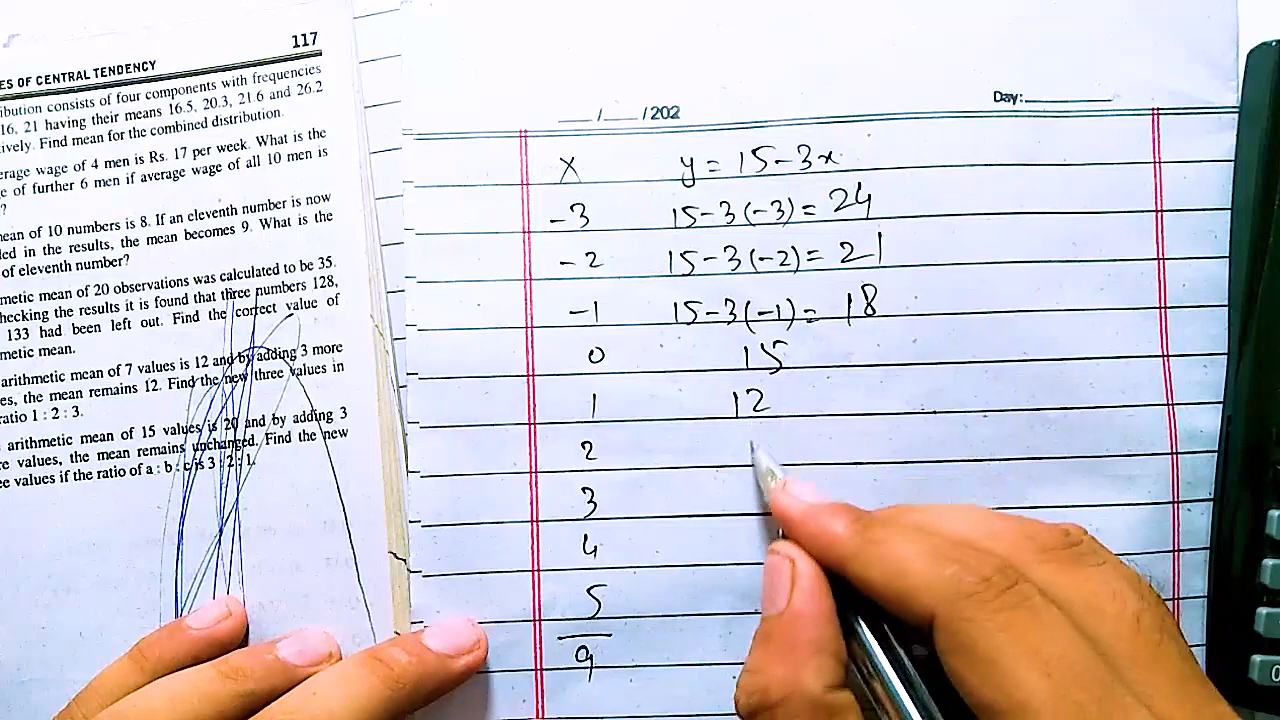 117
ES OF CENTRAL TENDENCY
ibution consists of four components with frequencies
16, 21 having their means 16.5, 20.3, 21.6 and 26.2
tively. Find mean for the combined distribution.
erage wage of 4 men is Rs. 17 per week. What is the
e of further 6 men if average wage of all 10 men is
?
nean of 10 numbers is 8. If an eleventh number is now
led in the results, the mean becomes 9. What is the
of eleventh number?
metic mean of 20 observations was calculated to be 35.
hecking the results it is found that three numbers 128,
133 had been left out. Find the correct value of
metic mean.
arithmetic mean of 7 values is 12 and by adding 3 more
es, the mean remains 12. Find the new three values in
ratio 1 : 2 : 3.
arithmetic mean of 15 values is 20 and by adding 3
re values, the mean remains unchanged. Find the new
ee values if the ratio of a : b : c is 3 : 2 : 1.
__/__/202 Day:______
x y = 15-3x
-3 15-3(-3) = 24
-2 15-3(-2) = 21
-1 15-3(-1) = 18
0 15
1 12
2
3
4
5
9